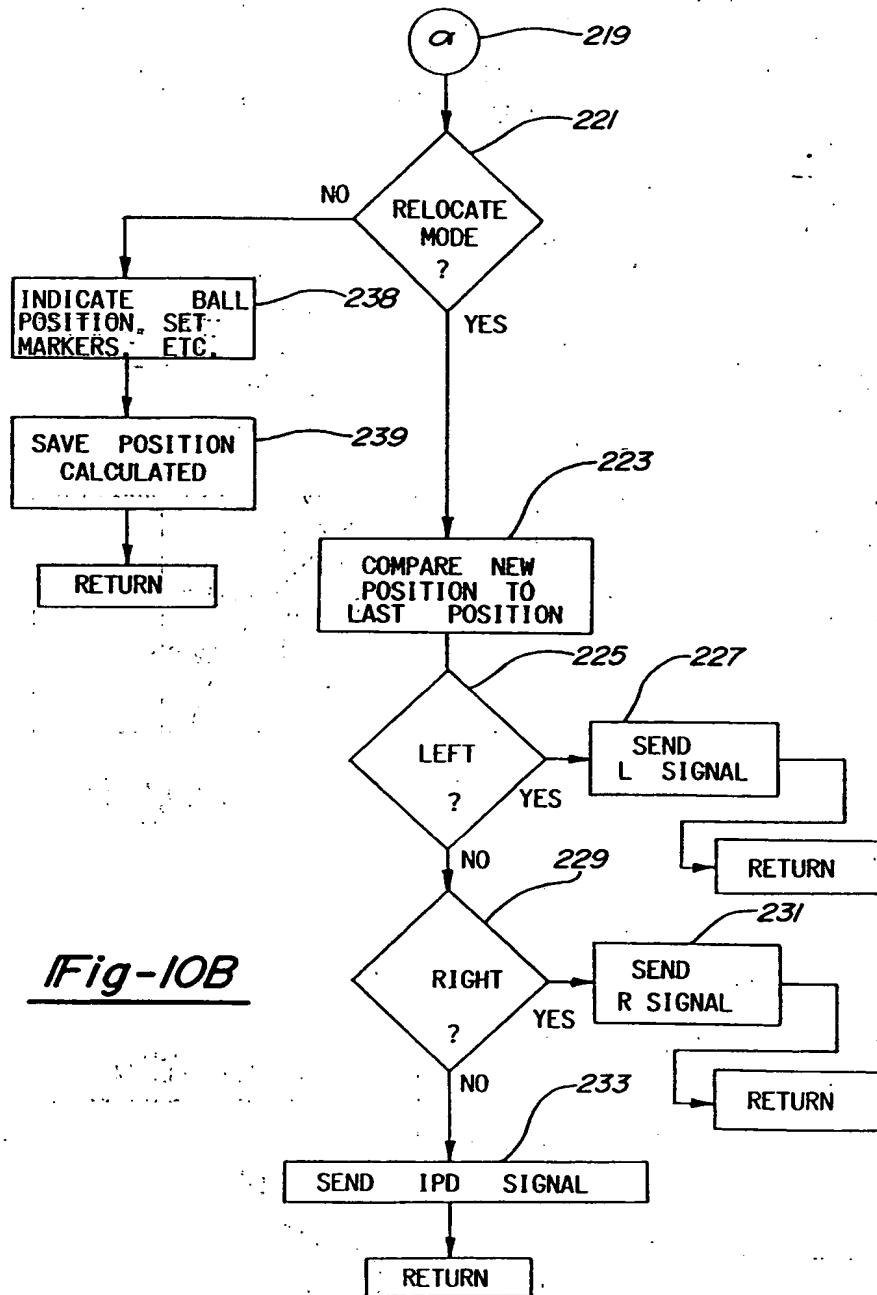 a
219
221
NO
RELOCATE
MODE
?
YES
INDICATE BALL
POSITION, SET
MARKERS, ETC.
238
SAVE POSITION
CALCULATED
239
RETURN
223
COMPARE NEW
POSITION TO
LAST POSITION
225
227
LEFT
?
YES
SEND
L SIGNAL
NO
RETURN
229
231
RIGHT
?
YES
SEND
R SIGNAL
NO
RETURN
Fig-10B
233
SEND IPD SIGNAL
RETURN